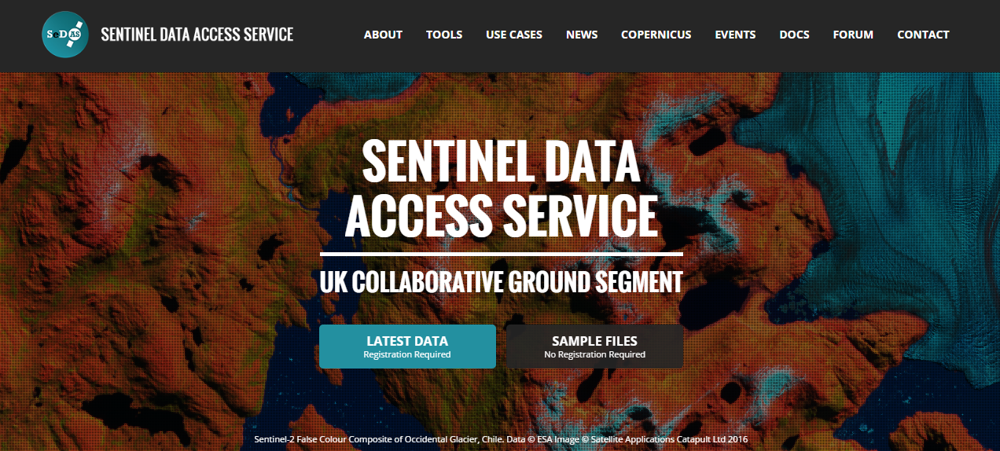 SeDAS
SENTINEL DATA ACCESS SERVICE
ABOUT TOOLS USE CASES NEWS COPERNICUS EVENTS DOCS FORUM CONTACT
SENTINEL DATA
ACCESS SERVICE
UK COLLABORATIVE GROUND SEGMENT
LATEST DATA
Registration Required
SAMPLE FILES
No Registration Required
Sentinel-2 False Colour Composite of Occidental Glacier, Chile. Data © ESA Image © Satellite Applications Catapult Ltd 2016